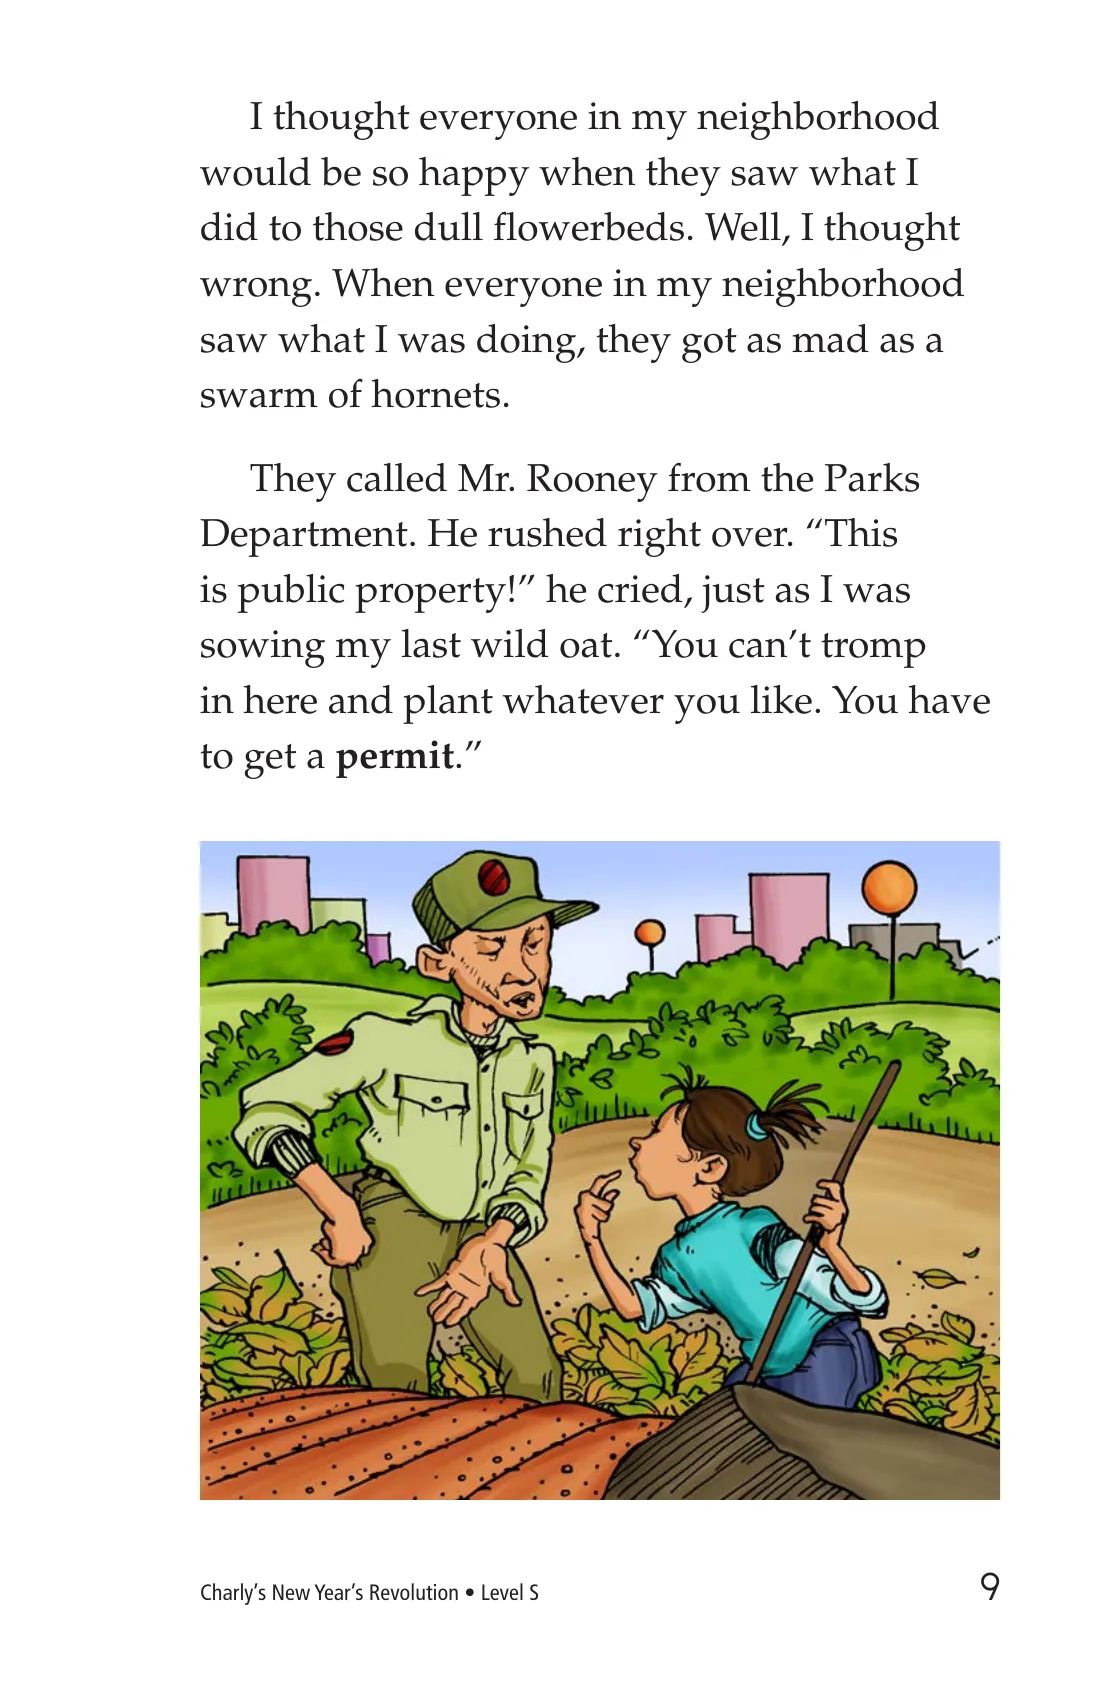 I thought everyone in my neighborhood
would be so happy when they saw what I
did to those dull flowerbeds. Well, I thought
wrong. When everyone in my neighborhood
saw what I was doing, they got as mad as a
swarm of hornets.
They called Mr. Rooney from the Parks
Department. He rushed right over. “This
is public property!” he cried, just as I was
sowing my last wild oat. “You can’t tromp
in here and plant whatever you like. You have
to get a permit.”
Charly’s New Year’s Revolution • Level S
9